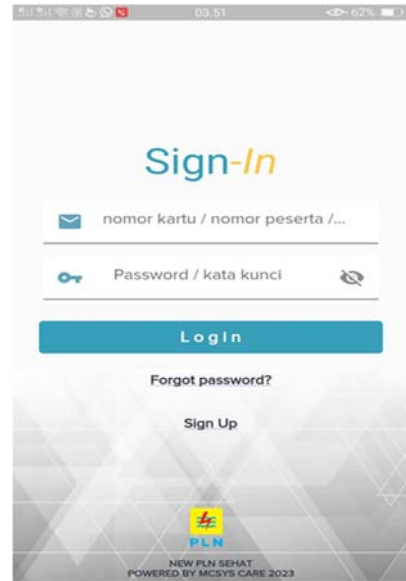 03.51 62%
Sign-In
nomor kartu / nomor peserta /...
Password / kata kunci
LogIn
Forgot password?
Sign Up
PLN
NEW PLN SEHAT
POWERED BY MCSYS CARE 2023